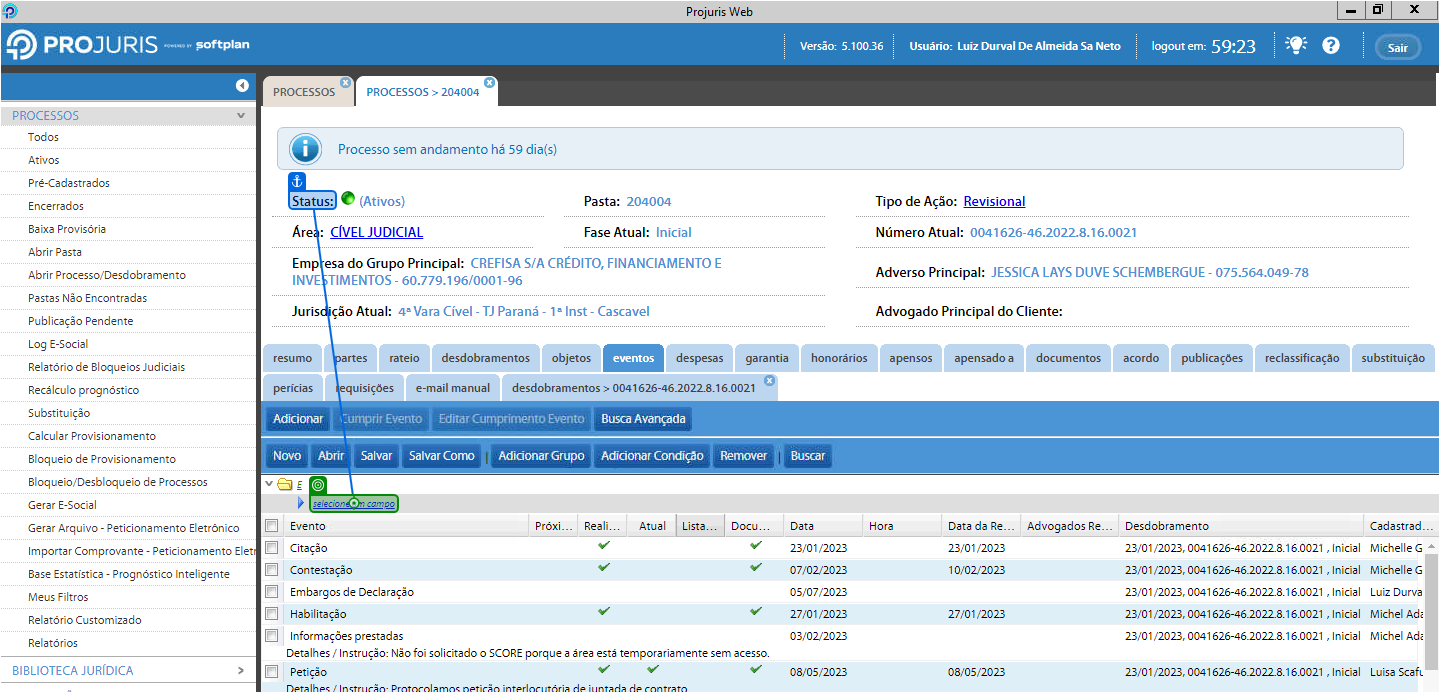 Projuris Web
PROJURIS POWERED BY softplan
Versão: 5.100.36
Usuário: Luiz Durval De Almeida Sa Neto
logout em: 59:23
Sair
PROCESSOS
Todos
Ativos
Pré-Cadastrados
Encerrados
Baixa Provisória
Abrir Pasta
Abrir Processo/Desdobramento
Pastas Não Encontradas
Publicação Pendente
Log E-Social
Relatório de Bloqueios Judiciais
Recálculo prognóstico
Substituição
Calcular Provisionamento
Bloqueio de Provisionamento
Bloqueio/Desbloqueio de Processos
Gerar E-Social
Gerar Arquivo - Peticionamento Eletrônico
Importar Comprovante - Peticionamento Eletr
Base Estatística - Prognóstico Inteligente
Meus Filtros
Relatório Customizado
Relatórios
BIBLIOTECA JURÍDICA
PROCESSOS
PROCESSOS > 204004
Processo sem andamento há 59 dia(s)
Status: (Ativos)
Pasta: 204004
Tipo de Ação: Revisional
Área: CÍVEL JUDICIAL
Fase Atual: Inicial
Número Atual: 0041626-46.2022.8.16.0021
Empresa do Grupo Principal: CREFISA S/A CRÉDITO, FINANCIAMENTO E
INVESTIMENTOS - 60.779.196/0001-96
Adverso Principal: JESSICA LAYS DUVE SCHEMBERGUE - 075.564.049-78
Jurisdição Atual: 4ª Vara Cível - TJ Paraná - 1ª Inst - Cascavel
Advogado Principal do Cliente:
resumo partes rateio desdobramentos objetos eventos despesas garantia honorários apensos apensado a documentos acordo publicações reclassificação substituição
perícias requisições e-mail manual desdobramentos > 0041626-46.2022.8.16.0021
Adicionar Cumprir Evento Editar Cumprimento Evento Busca Avançada
Novo Abrir Salvar Salvar Como | Adicionar Grupo Adicionar Condição Remover | Buscar
E
selecione um campo
Evento Próxi... Reali... Atual Lista... Docu... Data Hora Data da Re... Advogados Re... Desdobramento Cadastrad...
Citação 23/01/2023 23/01/2023 23/01/2023, 0041626-46.2022.8.16.0021 , Inicial Michelle G
Contestação 07/02/2023 10/02/2023 23/01/2023, 0041626-46.2022.8.16.0021 , Inicial Michelle G
Embargos de Declaração 05/07/2023 23/01/2023, 0041626-46.2022.8.16.0021 , Inicial Luiz Durva
Habilitação 27/01/2023 27/01/2023 23/01/2023, 0041626-46.2022.8.16.0021 , Inicial Michel Ada
Informações prestadas 03/02/2023 23/01/2023, 0041626-46.2022.8.16.0021 , Inicial Michel Ada
Detalhes / Instrução: Não foi solicitado o SCORE porque a área está temporariamente sem acesso.
Petição 08/05/2023 08/05/2023 23/01/2023, 0041626-46.2022.8.16.0021 , Inicial Luisa Scafu
Detalhes / Instrução: Protocolamos petição interlocutória de juntada de contrato